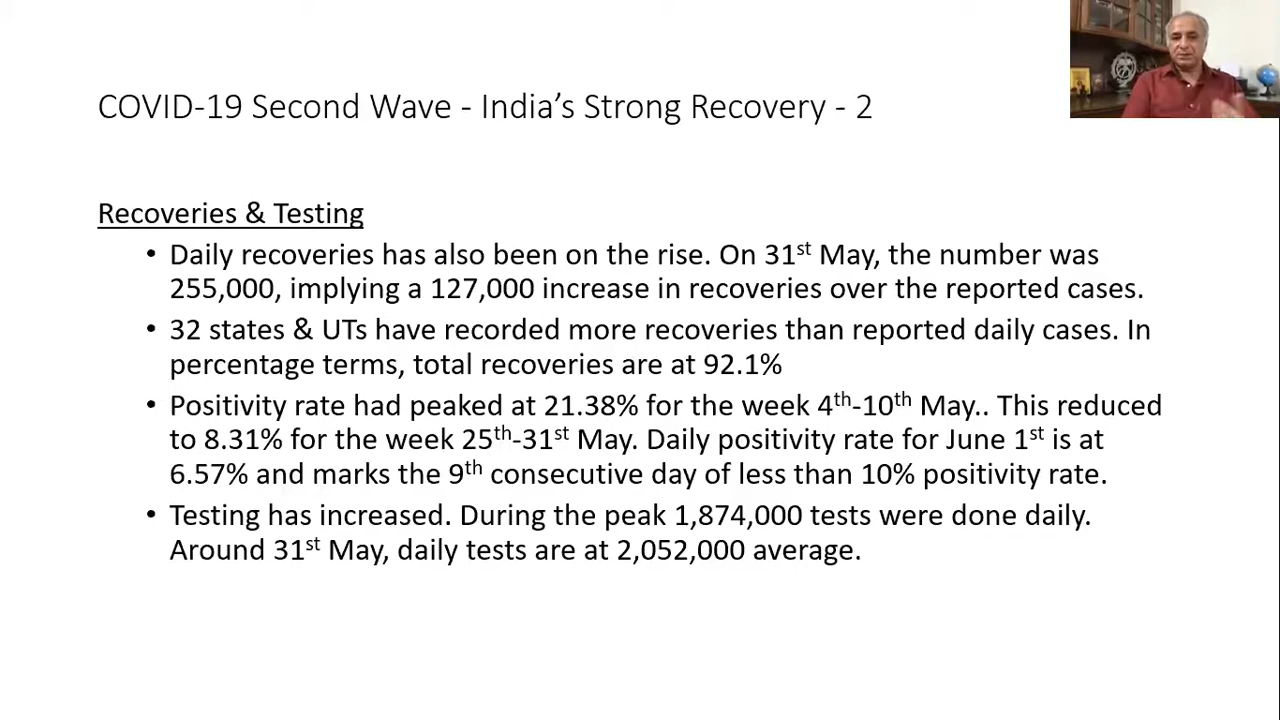 COVID-19 Second Wave - India’s Strong Recovery - 2
Recoveries & Testing
• Daily recoveries has also been on the rise. On 31st May, the number was
255,000, implying a 127,000 increase in recoveries over the reported cases.
• 32 states & UTs have recorded more recoveries than reported daily cases. In
percentage terms, total recoveries are at 92.1%
• Positivity rate had peaked at 21.38% for the week 4th-10th May.. This reduced
to 8.31% for the week 25th-31st May. Daily positivity rate for June 1st is at
6.57% and marks the 9th consecutive day of less than 10% positivity rate.
• Testing has increased. During the peak 1,874,000 tests were done daily.
Around 31st May, daily tests are at 2,052,000 average.